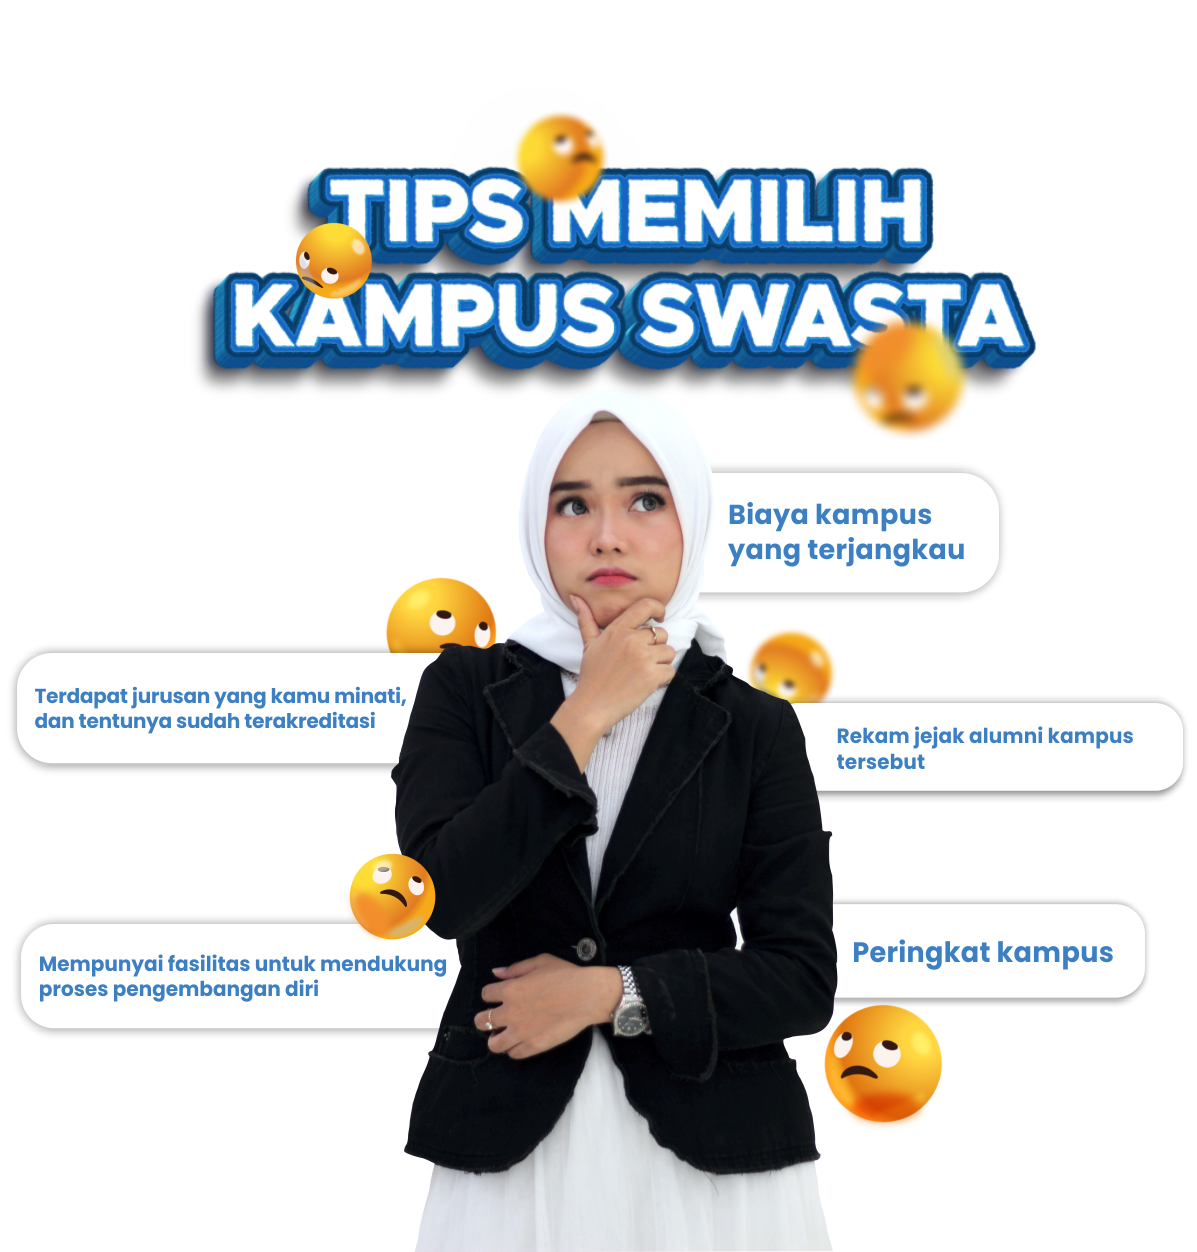 TIPS MEMILIH
KAMPUS SWASTA
Biaya kampus
yang terjangkau
Terdapat jurusan yang kamu minati,
dan tentunya sudah terakreditasi
Rekam jejak alumni kampus
tersebut
Mempunyai fasilitas untuk mendukung
proses pengembangan diri
Peringkat kampus